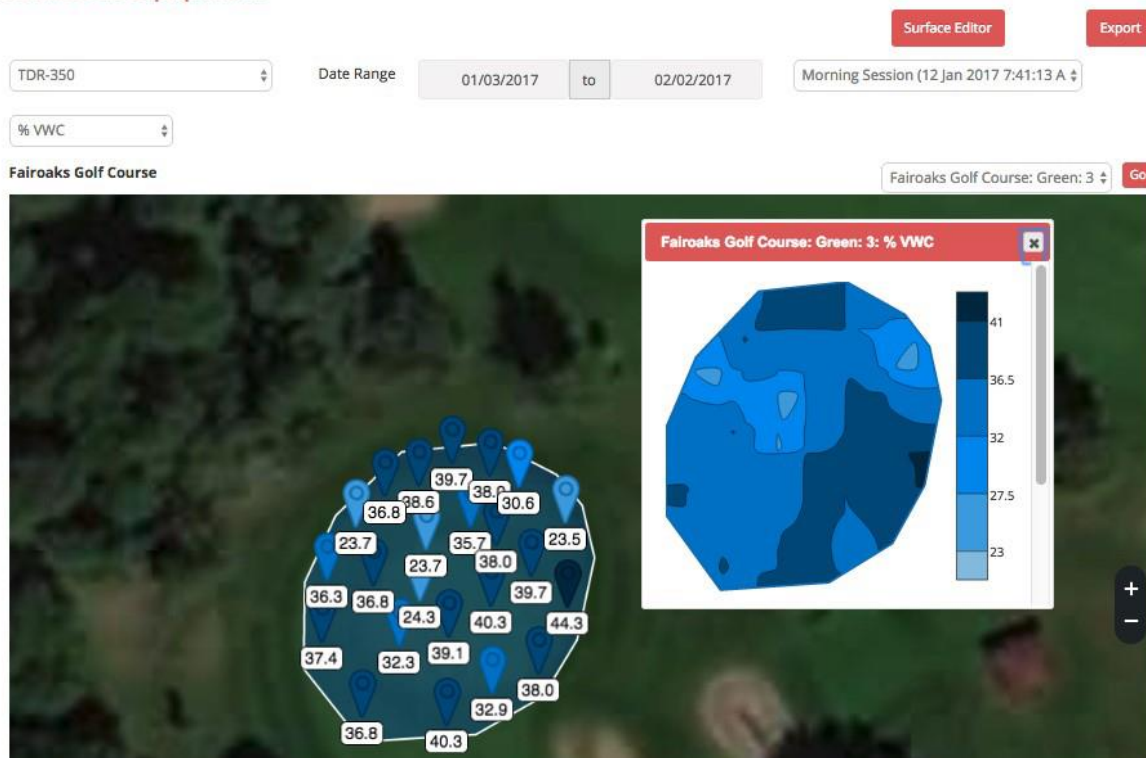 Surface Editor
Export
TDR-350
Date Range
01/03/2017
to
02/02/2017
Morning Session (12 Jan 2017 7:41:13 A
% VWC
Fairoaks Golf Course
Fairoaks Golf Course: Green: 3
Go
Fairoaks Golf Course: Green: 3: % VWC
41
36.5
32
27.5
23
39.7
38.6
36.8
30.6
23.7
35.7
38.0
23.5
23.7
36.3
36.8
39.7
24.3
40.3
44.3
37.4
32.3
39.1
38.0
32.9
36.8
40.3
+
−